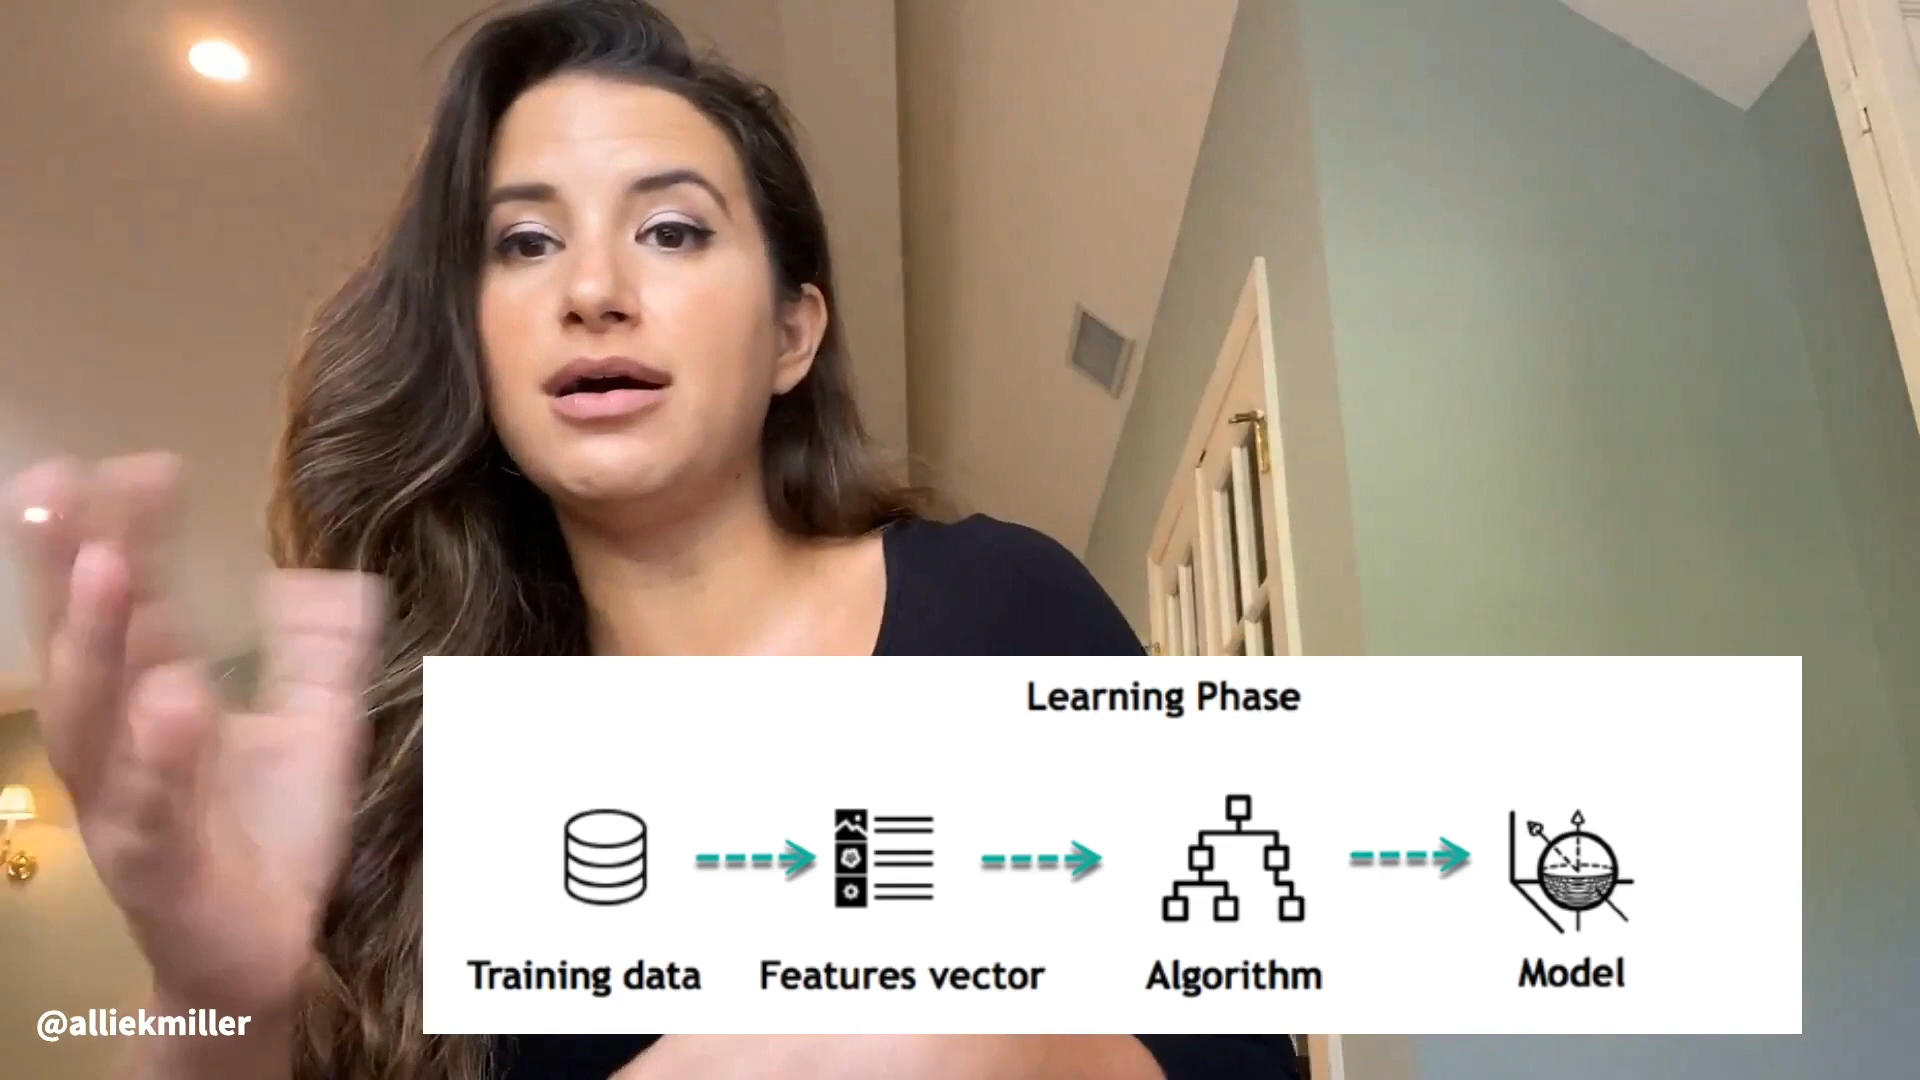 Learning Phase
Training data
Features vector
Algorithm
Model
@alliekmiller